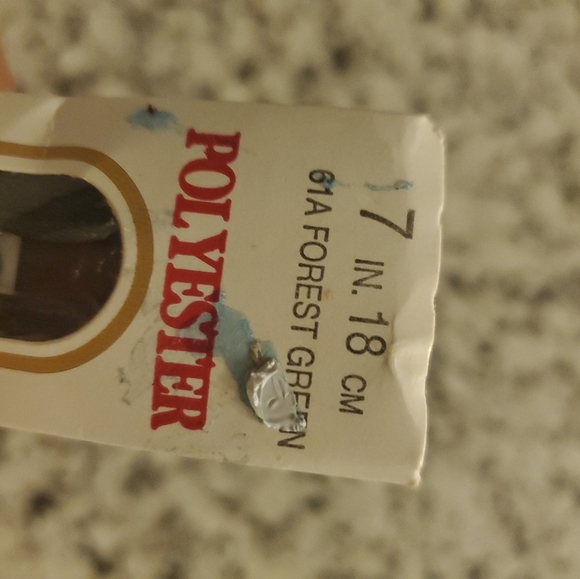 7 IN. 18 CM
61A FOREST GREEN
POLYESTER